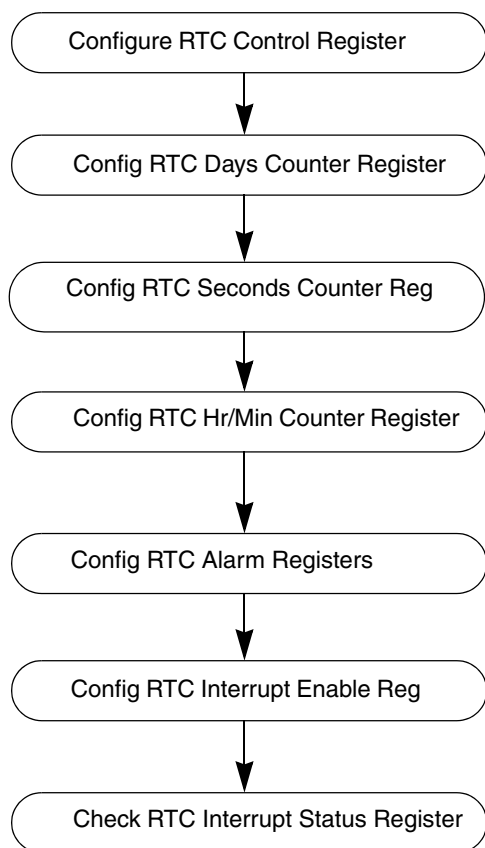 Configure RTC Control Register
Config RTC Days Counter Register
Config RTC Seconds Counter Reg
Config RTC Hr/Min Counter Register
Config RTC Alarm Registers
Config RTC Interrupt Enable Reg
Check RTC Interrupt Status Register